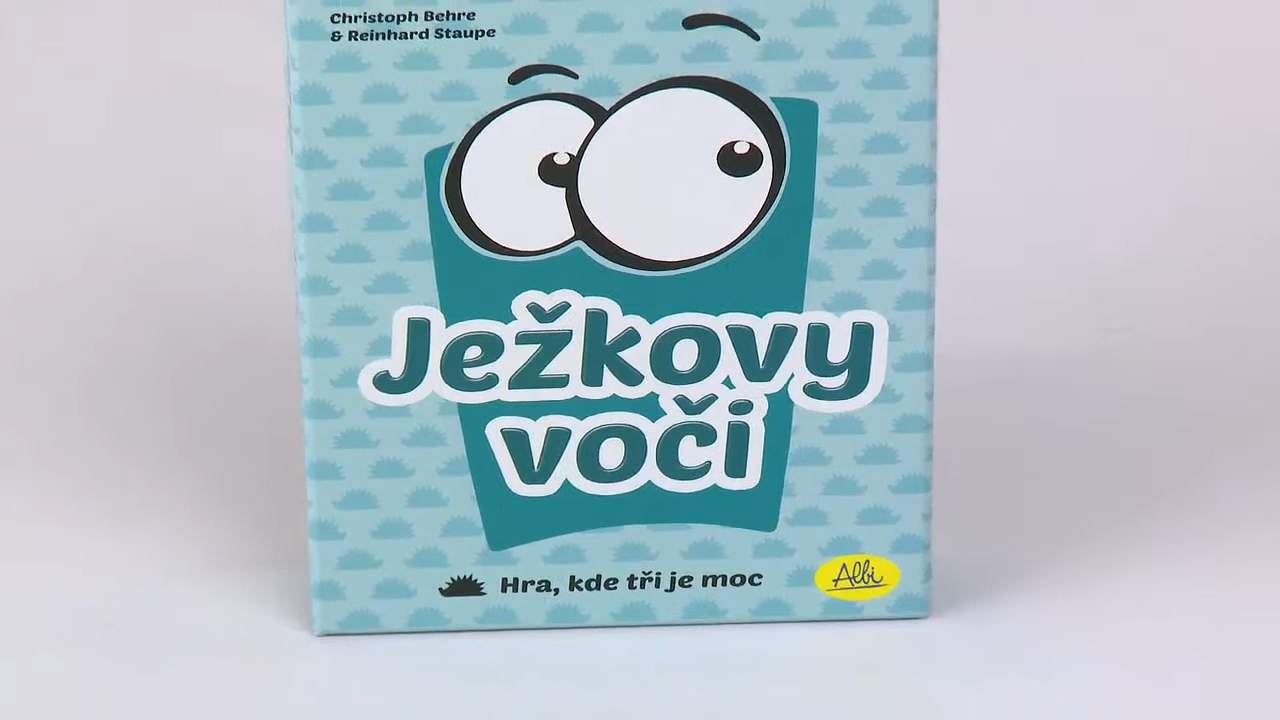 Christoph Behre
& Reinhard Staupe
Ježkovy
voči
Hra, kde tři je moc
Albi